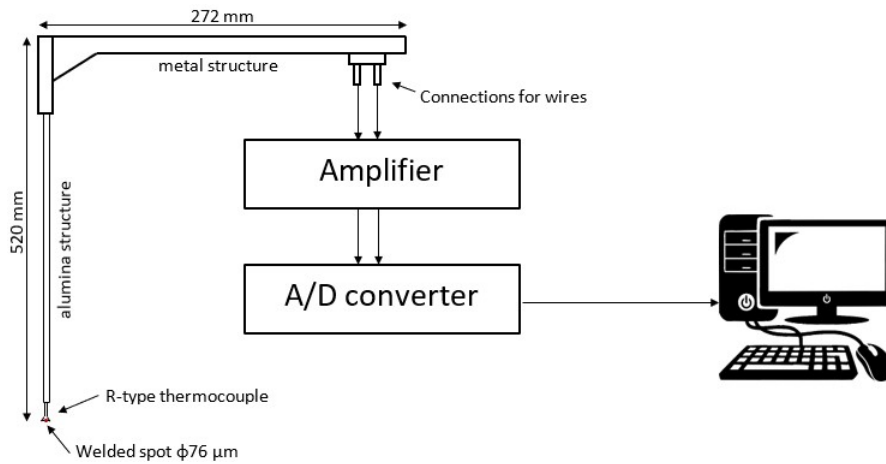 272 mm
metal structure
Connections for wires
Amplifier
520 mm
alumina structure
A/D converter
R-type thermocouple
Welded spot ϕ76 µm